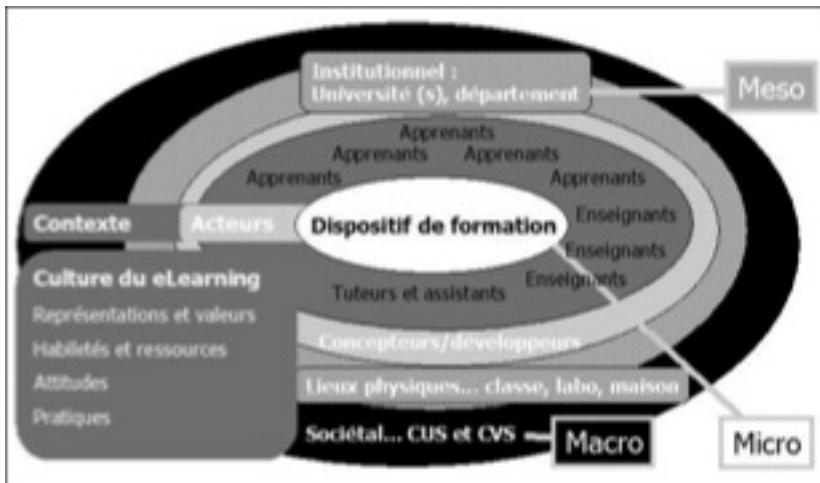 Institutionnel :
Université (s), département
Meso
Apprenants
Apprenants Apprenants
Apprenants Apprenants
Contexte Acteurs Dispositif de formation Enseignants
Enseignants
Culture du eLearning Enseignants
Tuteurs et assistants
Représentations et valeurs
Concepteurs/développeurs
Habiletés et ressources
Attitudes
Lieux physiques... classe, labo, maison
Pratiques
Sociétal... CUS et CVS
Macro
Micro